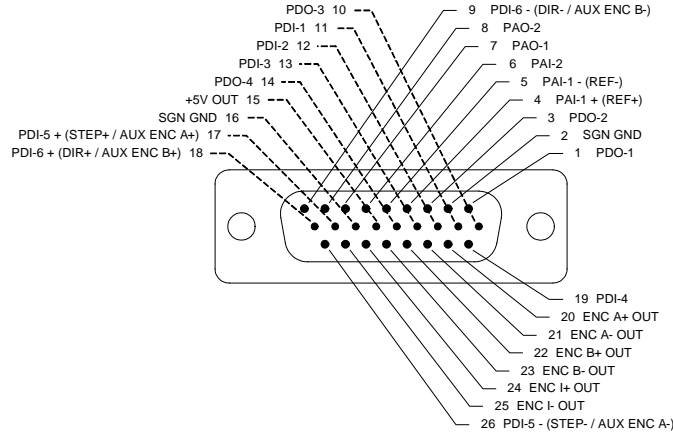 PDO-3 10
PDI-1 11
PDI-2 12
PDI-3 13
PDO-4 14
+5V OUT 15
SGN GND 16
PDI-5 + (STEP+ / AUX ENC A+) 17
PDI-6 + (DIR+ / AUX ENC B+) 18
9 PDI-6 - (DIR- / AUX ENC B-)
8 PAO-2
7 PAO-1
6 PAI-2
5 PAI-1 - (REF-)
4 PAI-1 + (REF+)
3 PDO-2
2 SGN GND
1 PDO-1
19 PDI-4
20 ENC A+ OUT
21 ENC A- OUT
22 ENC B+ OUT
23 ENC B- OUT
24 ENC I+ OUT
25 ENC I- OUT
26 PDI-5 - (STEP- / AUX ENC A-)